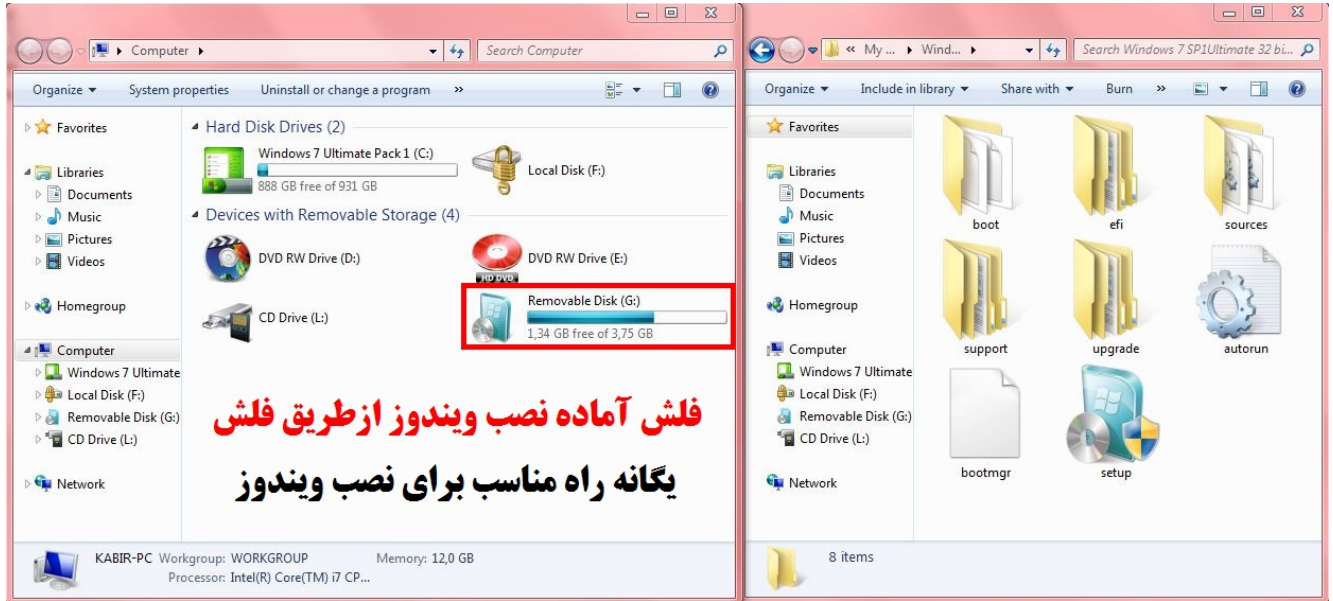 Computer
Search Computer
Organize
System properties
Uninstall or change a program
»
Favorites
Libraries
Documents
Music
Pictures
Videos
Homegroup
Computer
Windows 7 Ultimate
Local Disk (F:)
Removable Disk (G:)
CD Drive (L:)
Network
Hard Disk Drives (2)
Windows 7 Ultimate Pack 1 (C:)
888 GB free of 931 GB
Local Disk (F:)
Devices with Removable Storage (4)
DVD RW Drive (D:)
DVD RW Drive (E:)
HD DVD
CD Drive (L:)
Removable Disk (G:)
1,34 GB free of 3,75 GB
فلش آماده نصب ویندوز ازطریق فلش
یگانه راه مناسب برای نصب ویندوز
KABIR-PC Workgroup: WORKGROUP Memory: 12,0 GB
Processor: Intel(R) Core(TM) i7 CP...
« My ... Wind...
Search Windows 7 SP1Ultimate 32 bi...
Organize
Include in library
Share with
Burn
»
Favorites
Libraries
Documents
Music
Pictures
Videos
Homegroup
Computer
Windows 7 Ultimate
Local Disk (F:)
Removable Disk (G:)
CD Drive (L:)
Network
boot
efi
sources
support
upgrade
autorun
bootmgr
setup
8 items